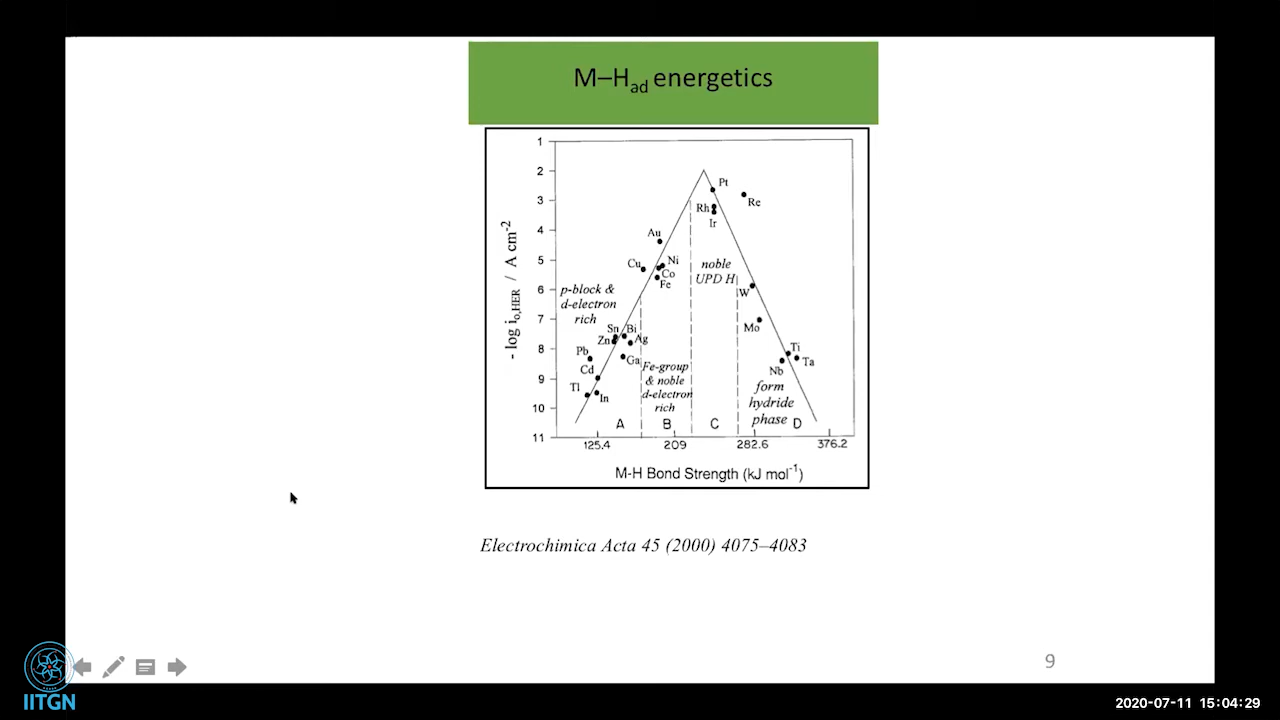 M–Had energetics
1
2
3
4
5
6
7
8
9
10
11
- log io,HER / A cm-2
Pt
Re
Rh
Ir
Au
Cu
Ni
Co
Fe
noble
UPD H
W
Mo
p-block &
d-electron
rich
Sn
Bi
Zn
Ag
Pb
Ga
Cd
Tl
In
Ti
Ta
Nb
Fe-group
& noble
d-electron
rich
form
hydride
phase
A
B
C
D
125.4
209
282.6
376.2
M-H Bond Strength (kJ mol-1)
Electrochimica Acta 45 (2000) 4075–4083
9
IITGN
2020-07-11 15:04:29